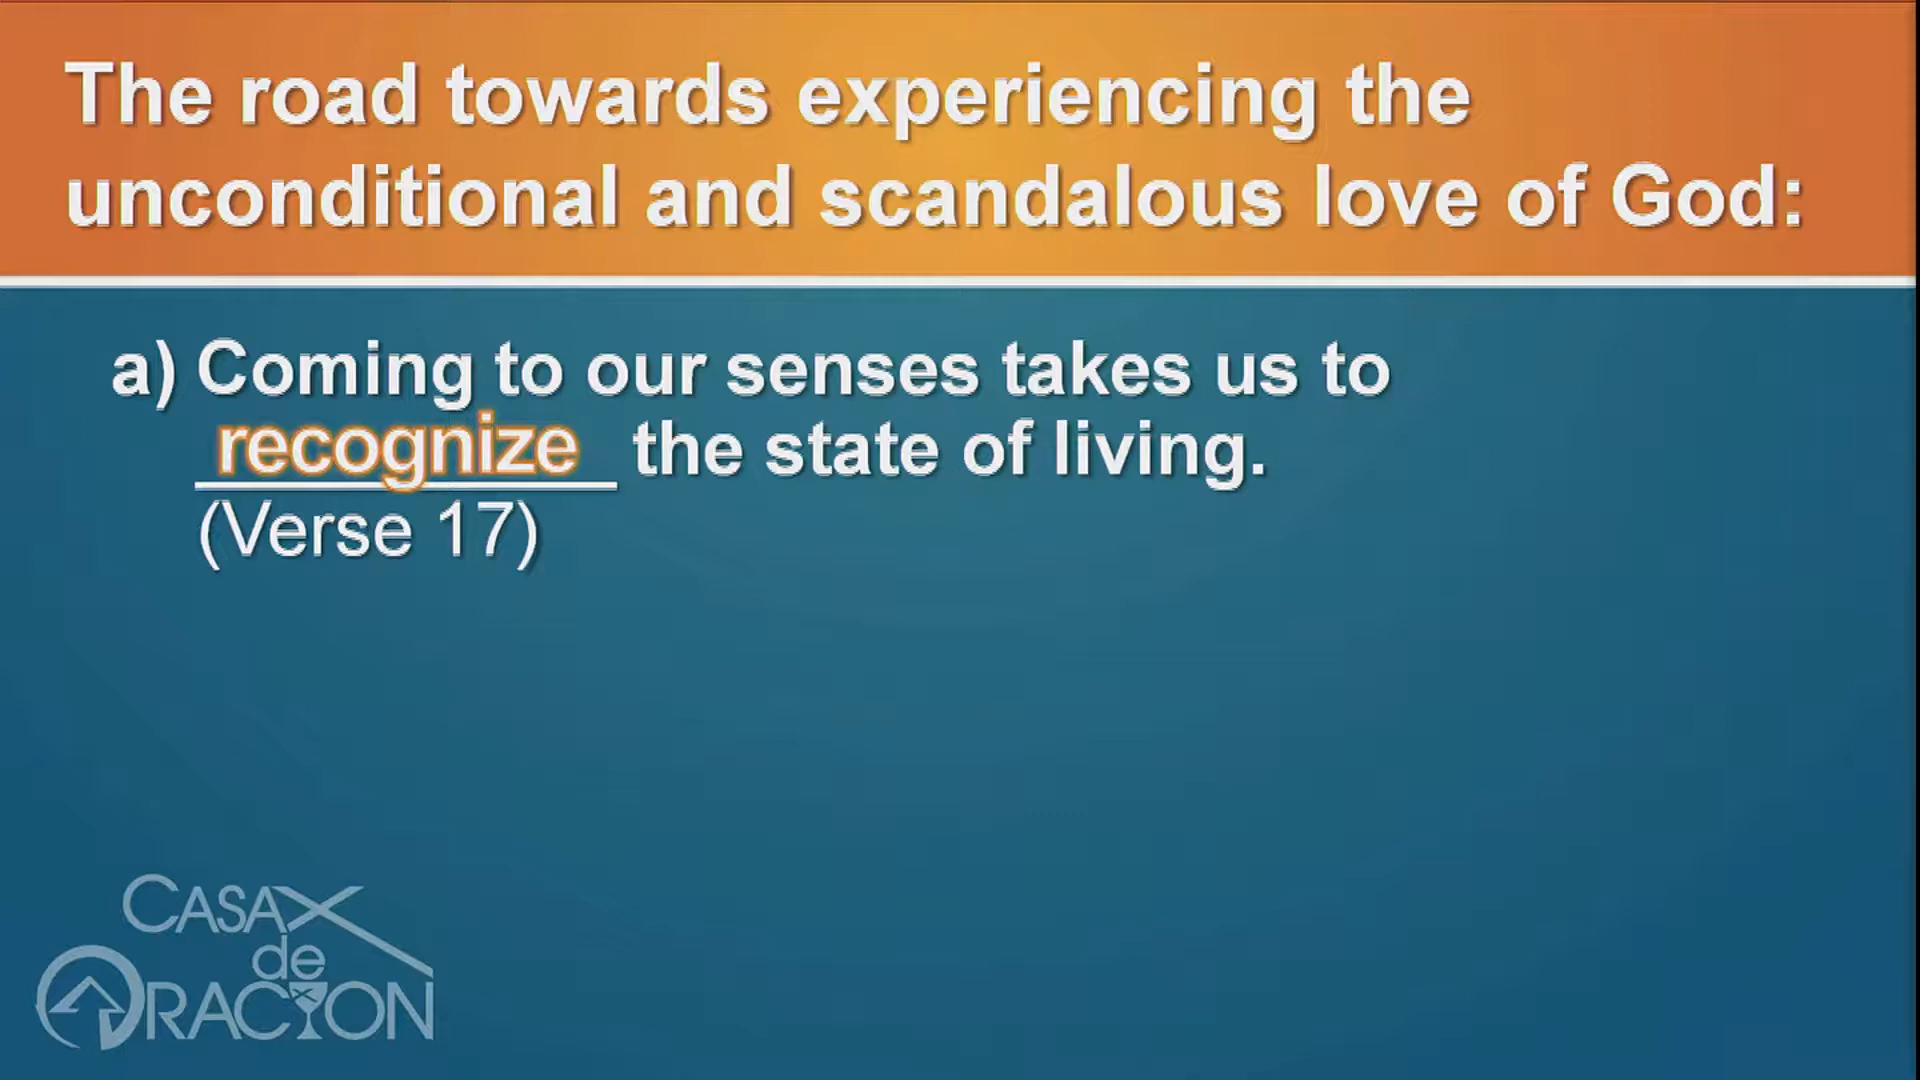 The road towards experiencing the
unconditional and scandalous love of God:
a) Coming to our senses takes us to
recognize the state of living.
(Verse 17)
CASA
de
ORACION